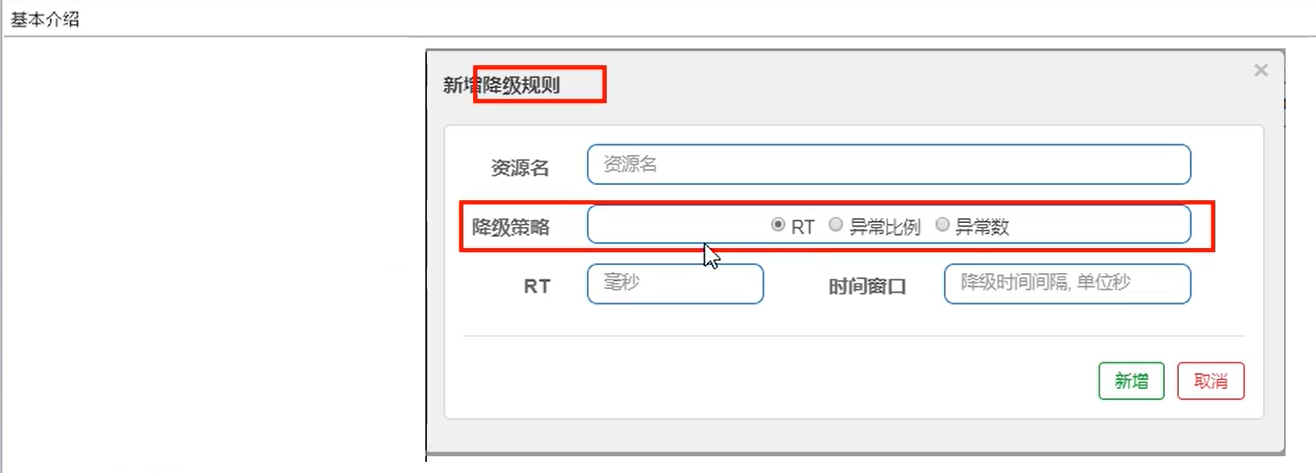 基本介绍
新增降级规则 ×
资源名 资源名
降级策略 RT 异常比例 异常数
RT 毫秒 时间窗口 降级时间间隔, 单位秒
新增 取消